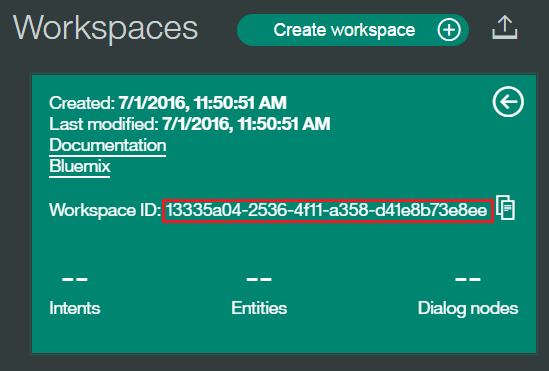 Workspaces
Create workspace
Created: 7/1/2016, 11:50:51 AM
Last modified: 7/1/2016, 11:50:51 AM
Documentation
Bluemix
Workspace ID: 13335a04-2536-4f11-a358-d41e8b73e8ee
-- -- --
Intents Entities Dialog nodes